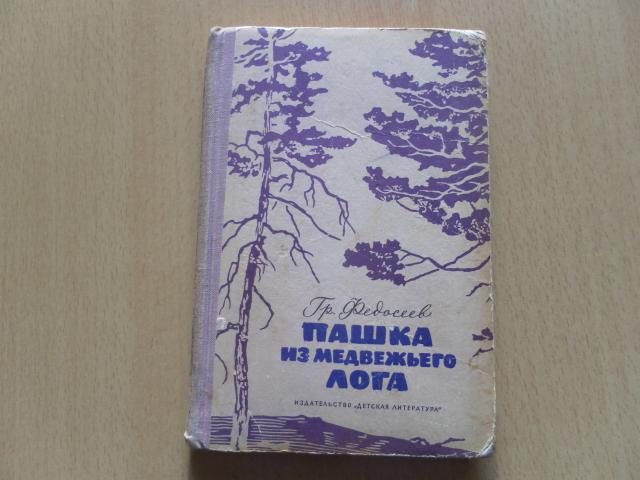 Гр. Федосеев
ПАШКА
ИЗ МЕДВЕЖЬЕГО
ЛОГА
ИЗДАТЕЛЬСТВО „ДЕТСКАЯ ЛИТЕРАТУРА"